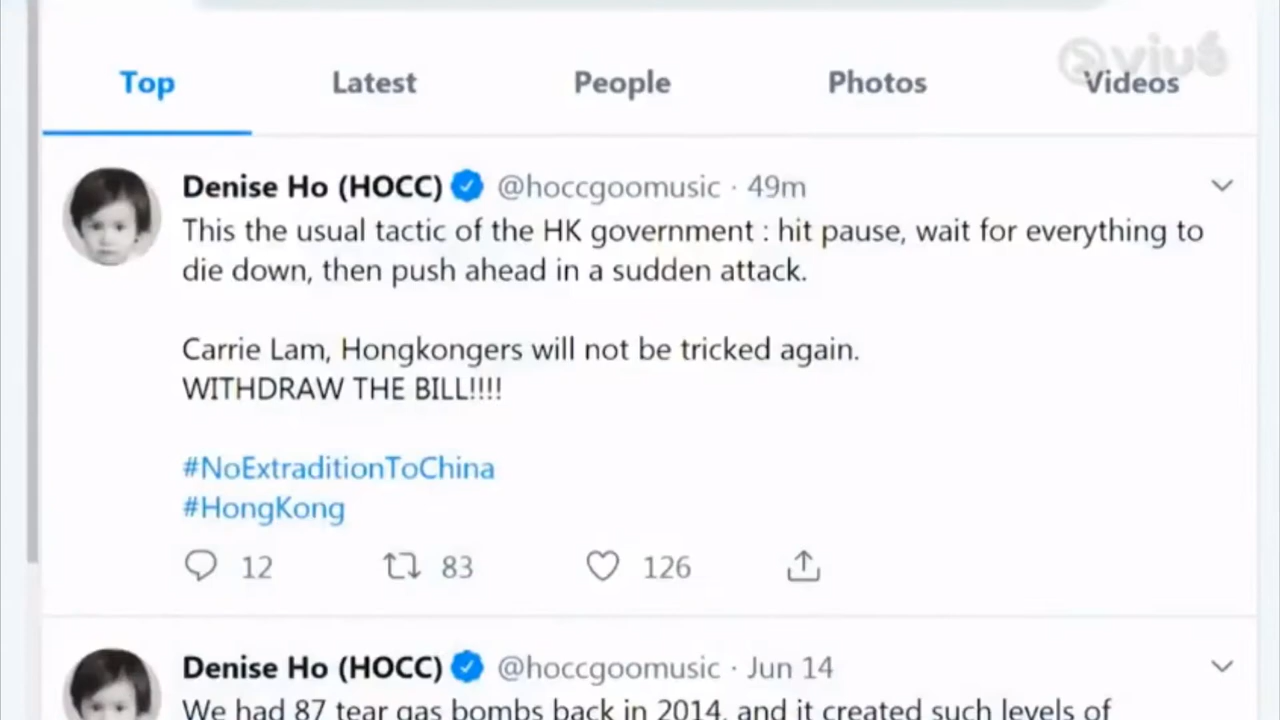 viu6
Top Latest People Photos Videos
Denise Ho (HOCC) @hoccgoomusic · 49m
This the usual tactic of the HK government : hit pause, wait for everything to
die down, then push ahead in a sudden attack.
Carrie Lam, Hongkongers will not be tricked again.
WITHDRAW THE BILL!!!!
#NoExtraditionToChina
#HongKong
12 83 126
Denise Ho (HOCC) @hoccgoomusic · Jun 14
We had 87 tear gas bombs back in 2014, and it created such levels of